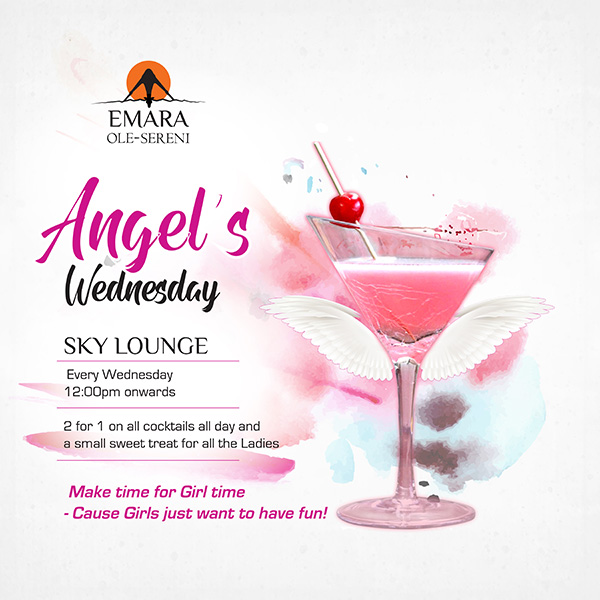 EMARA
OLE-SERENI
Angel's
Wednesday
SKY LOUNGE
Every Wednesday
12:00pm onwards
2 for 1 on all cocktails all day and
a small sweet treat for all the Ladies
Make time for Girl time
- Cause Girls just want to have fun!